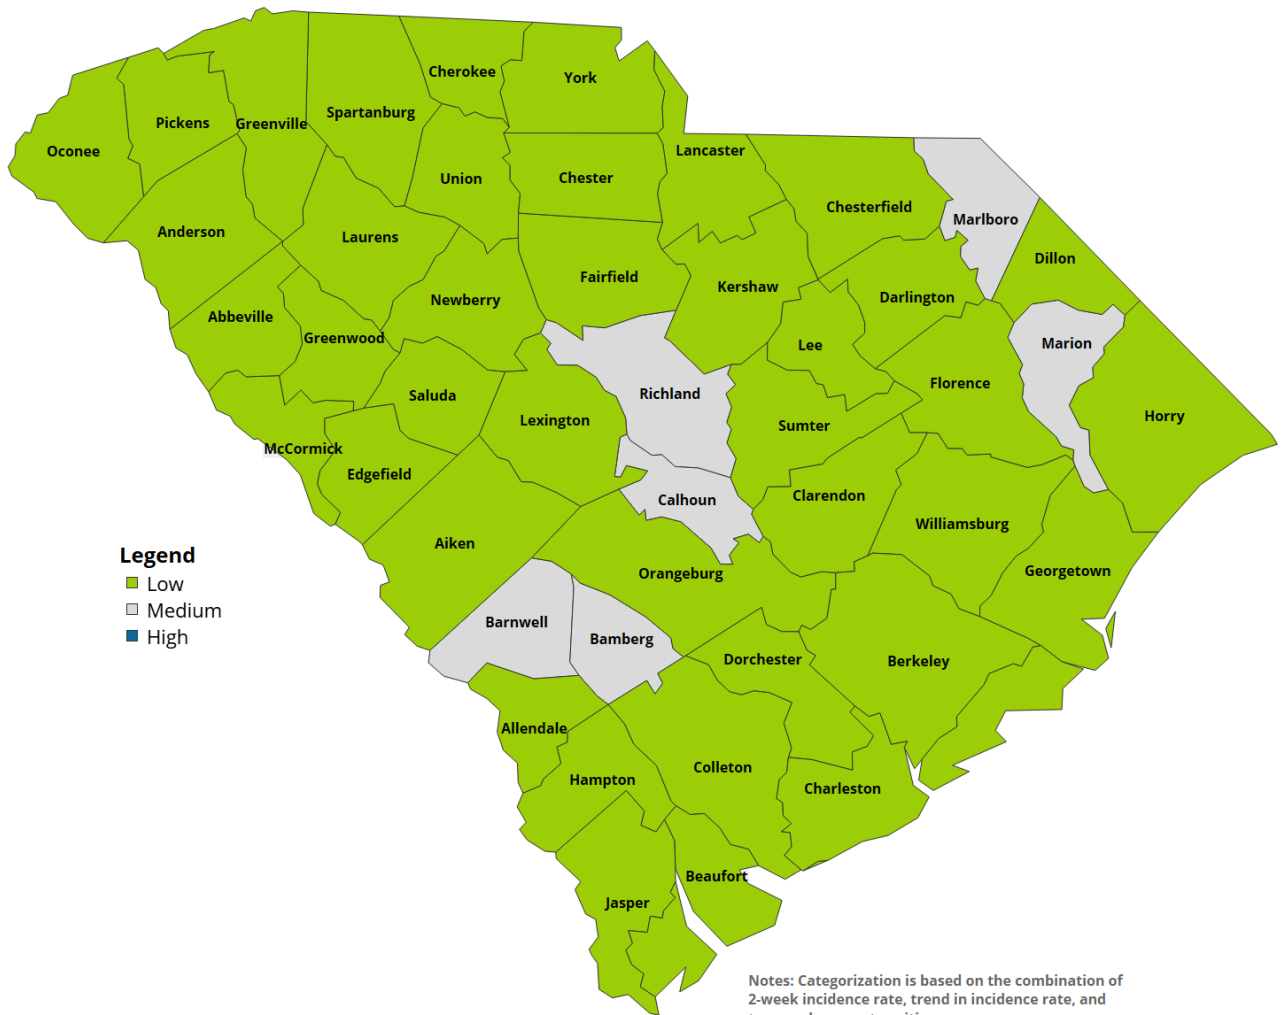 Cherokee
York
Spartanburg
Pickens
Greenville
Oconee
Lancaster
Union
Chester
Chesterfield
Marlboro
Anderson
Laurens
Dillon
Fairfield
Kershaw
Newberry
Darlington
Abbeville
Greenwood
Lee
Marion
Florence
Richland
Saluda
Horry
Lexington
Sumter
McCormick
Edgefield
Calhoun
Clarendon
Williamsburg
Aiken
Orangeburg
Georgetown
Legend
Low
Medium
High
Barnwell
Bamberg
Dorchester
Berkeley
Allendale
Colleton
Hampton
Charleston
Beaufort
Jasper
Notes: Categorization is based on the combination of
2-week incidence rate, trend in incidence rate, and